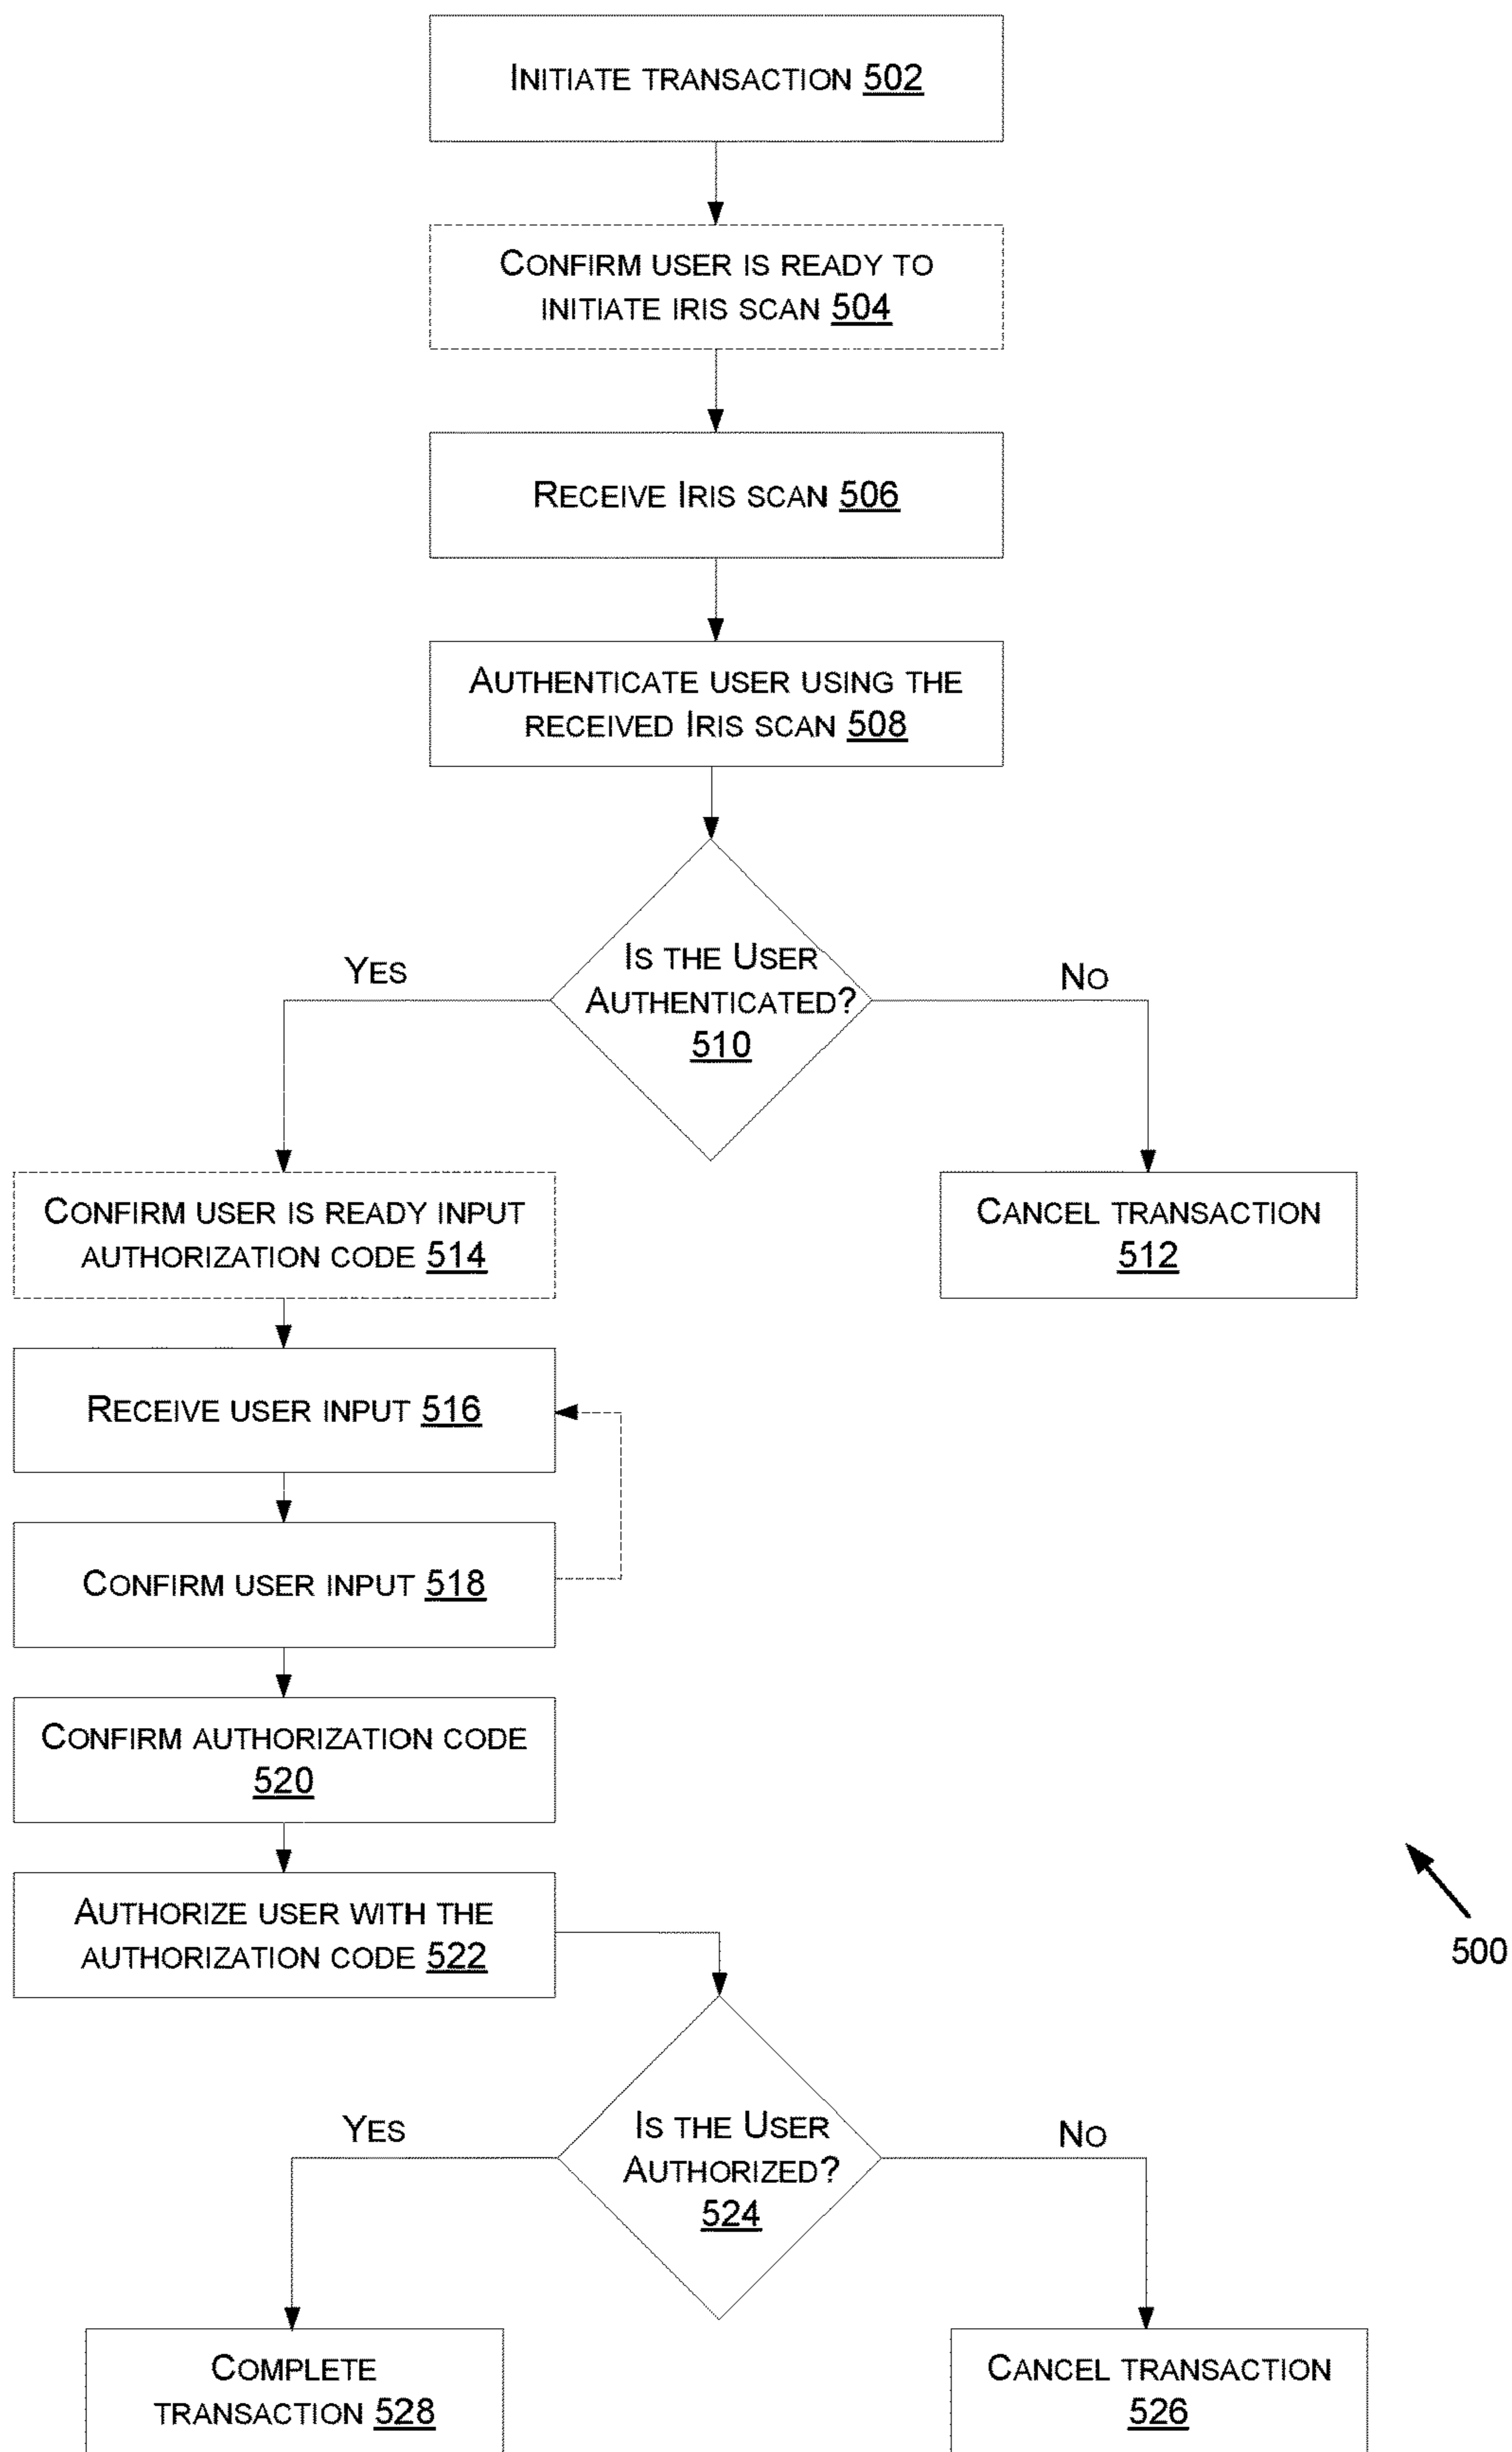 INITIATE TRANSACTION 502
CONFIRM USER IS READY TO
INITIATE IRIS SCAN 504
RECEIVE IRIS SCAN 506
AUTHENTICATE USER USING THE
RECEIVED IRIS SCAN 508
IS THE USER
AUTHENTICATED?
510
YES
NO
CONFIRM USER IS READY INPUT
AUTHORIZATION CODE 514
CANCEL TRANSACTION
512
RECEIVE USER INPUT 516
CONFIRM USER INPUT 518
CONFIRM AUTHORIZATION CODE
520
AUTHORIZE USER WITH THE
AUTHORIZATION CODE 522
500
IS THE USER
AUTHORIZED?
524
YES
NO
COMPLETE
TRANSACTION 528
CANCEL TRANSACTION
526